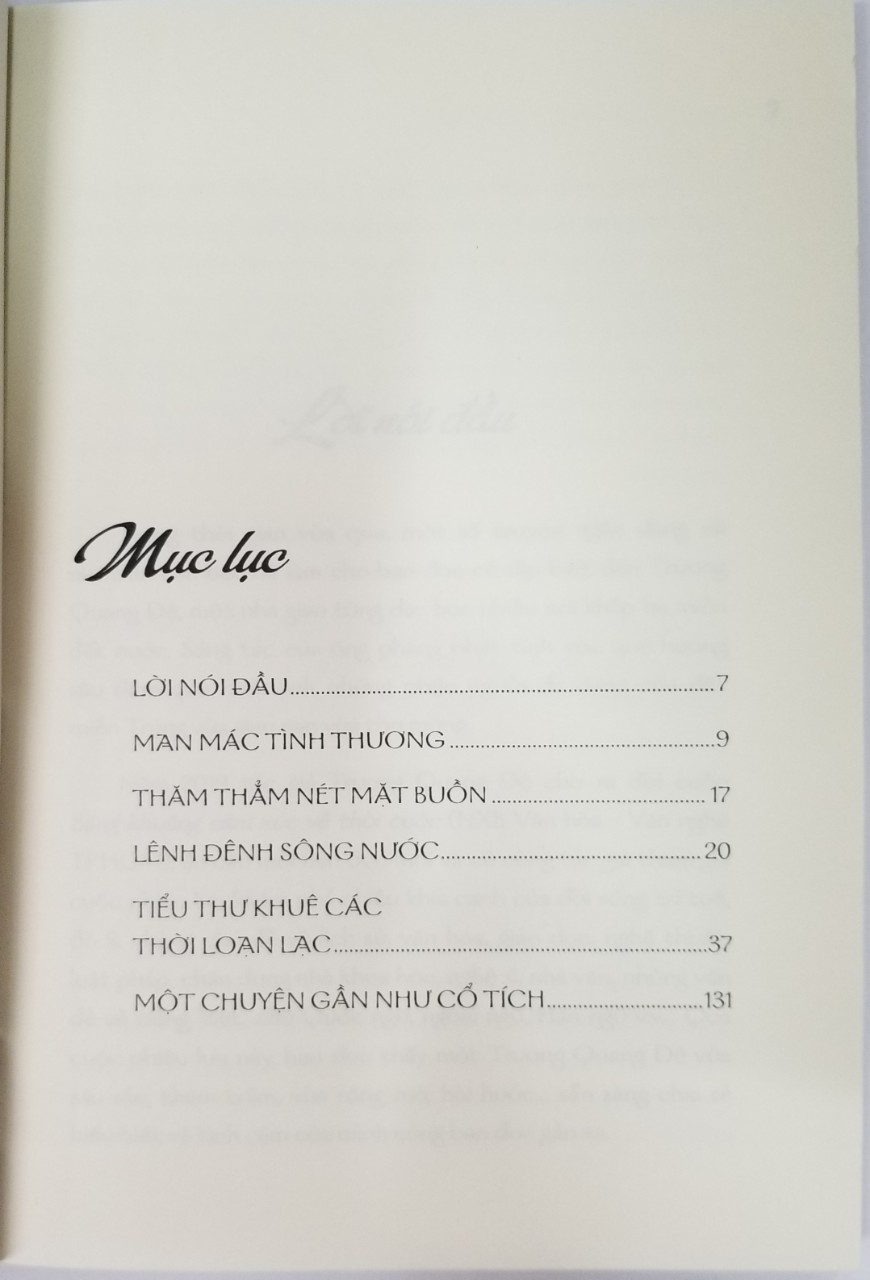 Mục lục
LỜI NÓI ĐẦU.......................................................7
MAN MÁC TÌNH THƯƠNG...................................9
THĂM THẲM NÉT MẶT BUỒN............................17
LÊNH ĐÊNH SÔNG NƯỚC..................................20
TIỂU THƯ KHUÊ CÁC
THỜI LOẠN LẠC.................................................37
MỘT CHUYỆN GẦN NHƯ CỔ TÍCH.....................131